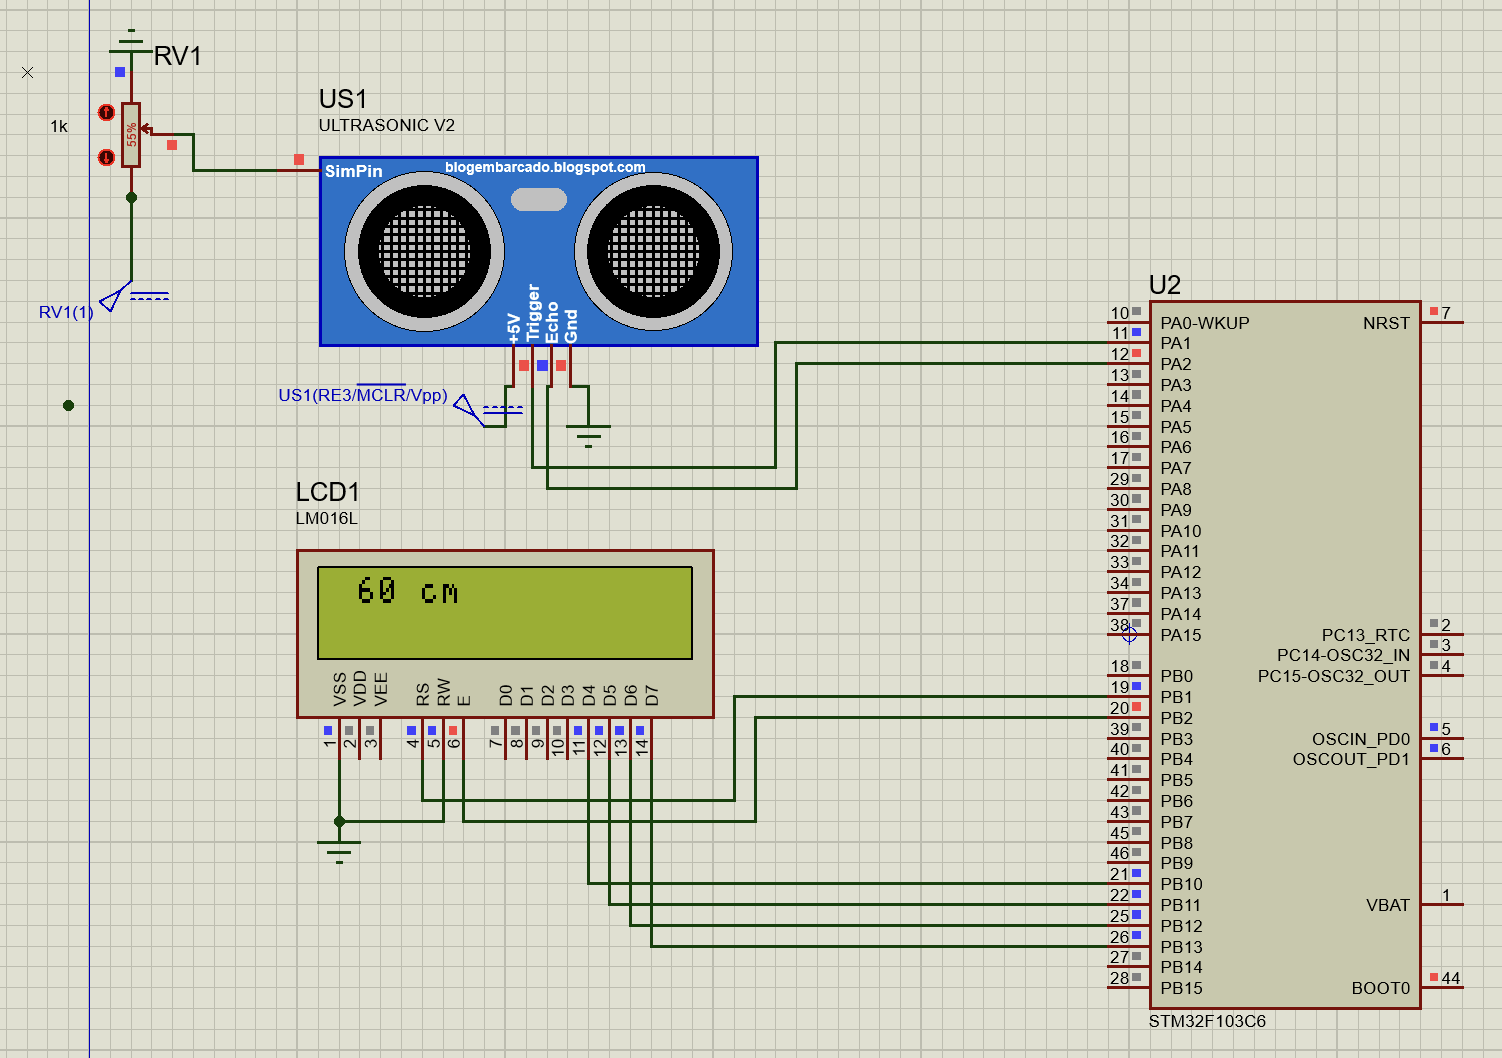 RV1
1k
55%
RV1(1)
US1
ULTRASONIC V2
SimPin
blogembarcado.blogspot.com
+5V
Trigger
Echo
Gnd
US1(RE3/MCLR/Vpp)
LCD1
LM016L
60 cm
VSS
VDD
VEE
RS
RW
E
D0
D1
D2
D3
D4
D5
D6
D7
1
2
3
4
5
6
7
8
9
10
11
12
13
14
U2
10 PA0-WKUP NRST 7
11 PA1
12 PA2
13 PA3
14 PA4
15 PA5
16 PA6
17 PA7
29 PA8
30 PA9
31 PA10
32 PA11
33 PA12
34 PA13
37 PA14
38 PA15 PC13_RTC 2
PC14-OSC32_IN 3
18 PB0 PC15-OSC32_OUT 4
19 PB1
20 PB2
39 PB3 OSCIN_PD0 5
40 PB4 OSCOUT_PD1 6
41 PB5
42 PB6
43 PB7
45 PB8
46 PB9
21 PB10
22 PB11 VBAT 1
25 PB12
26 PB13
27 PB14
28 PB15 BOOT0 44
STM32F103C6